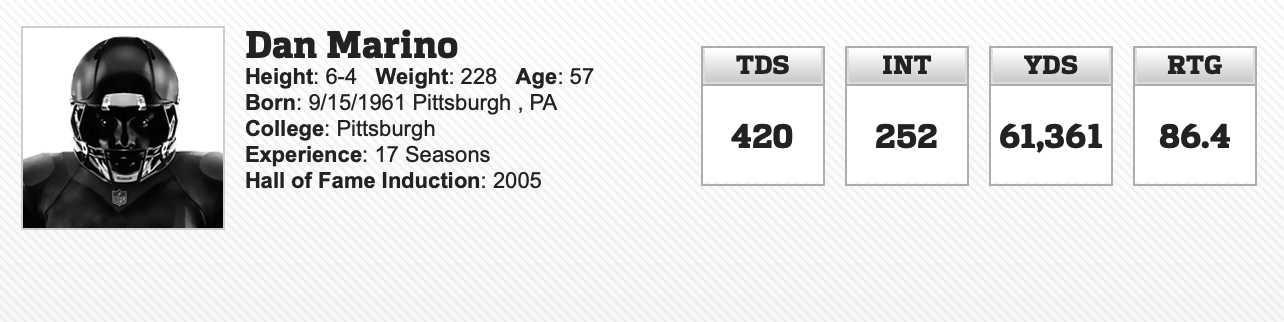 Dan Marino
Height: 6-4 Weight: 228 Age: 57
Born: 9/15/1961 Pittsburgh , PA
College: Pittsburgh
Experience: 17 Seasons
Hall of Fame Induction: 2005
TDS INT YDS RTG
420 252 61,361 86.4
NFL